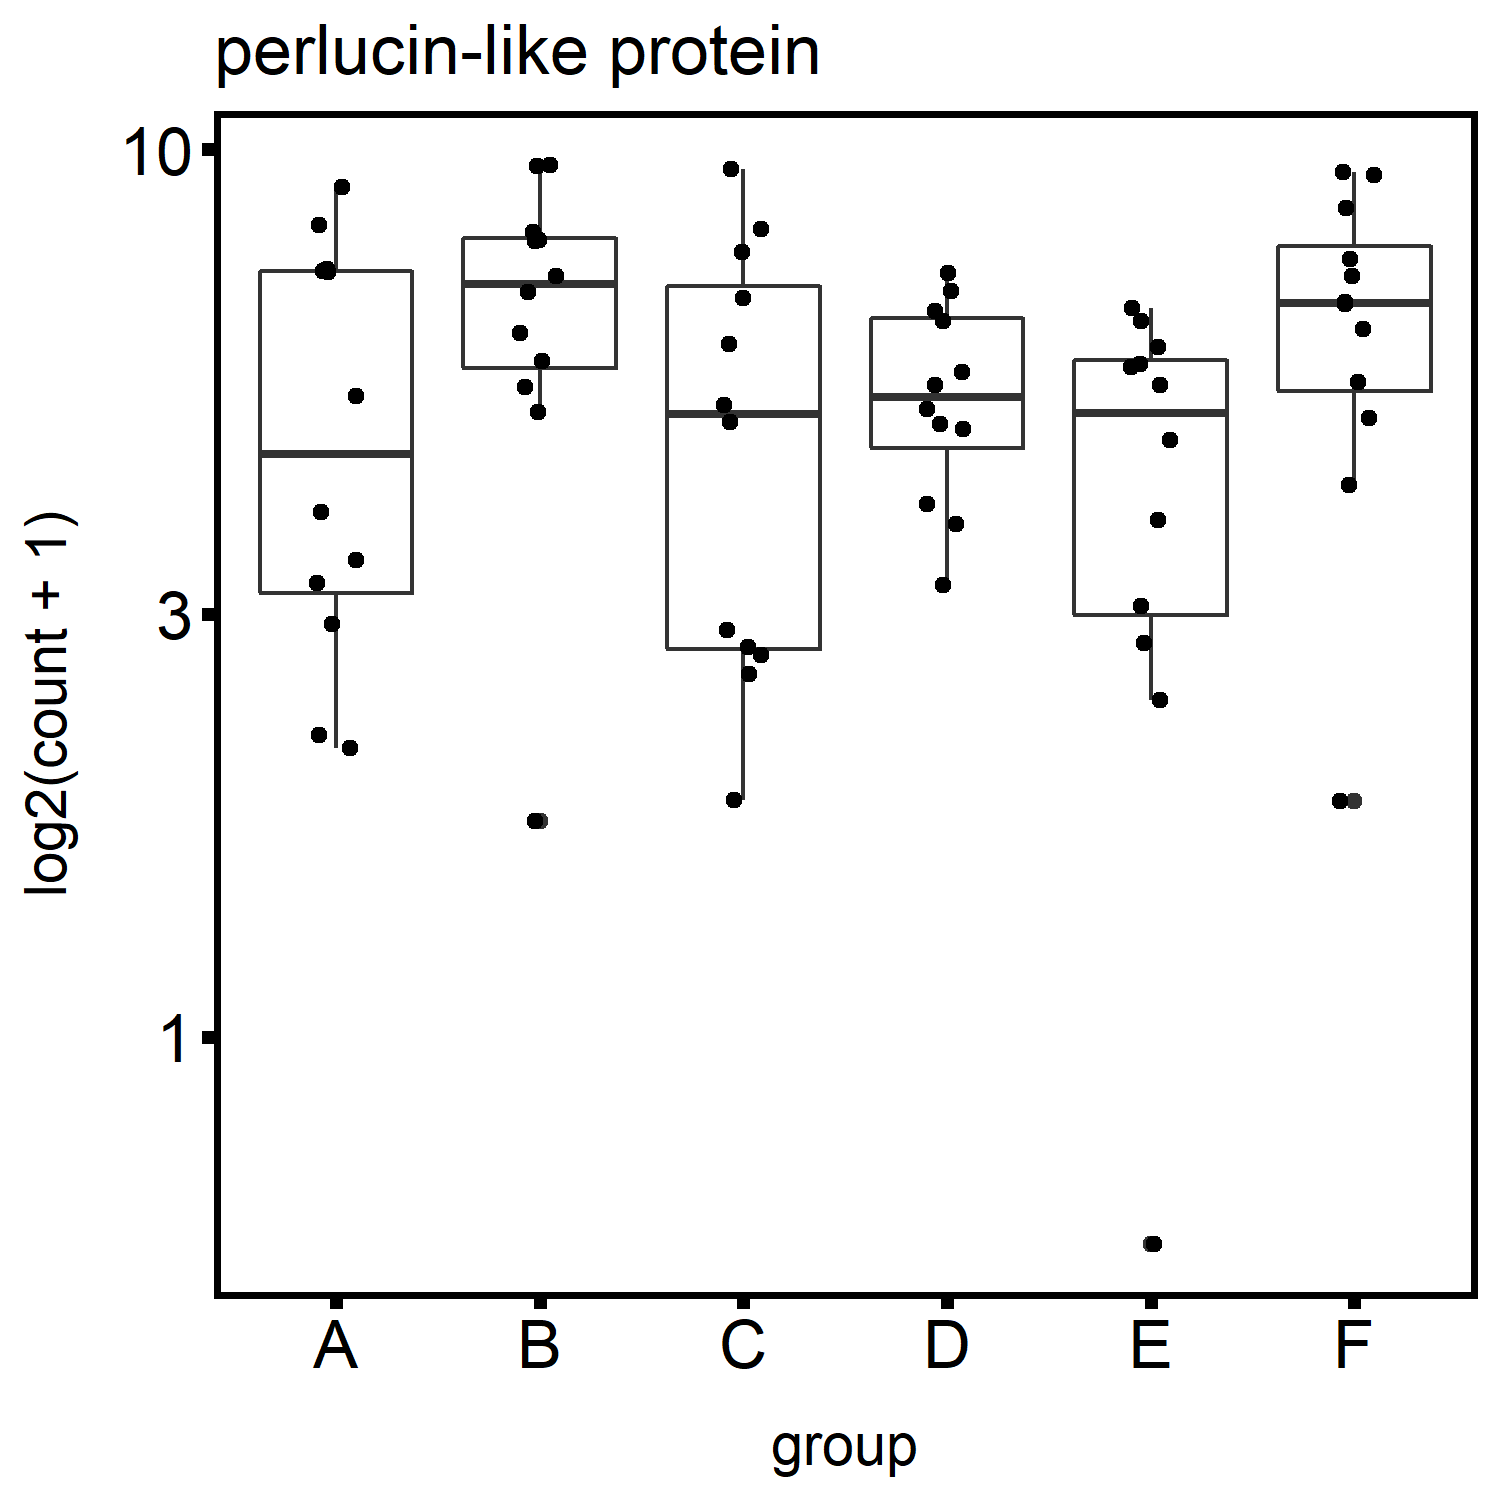 perlucin-like protein
10
3
1
log2(count + 1)
A B C D E F
group